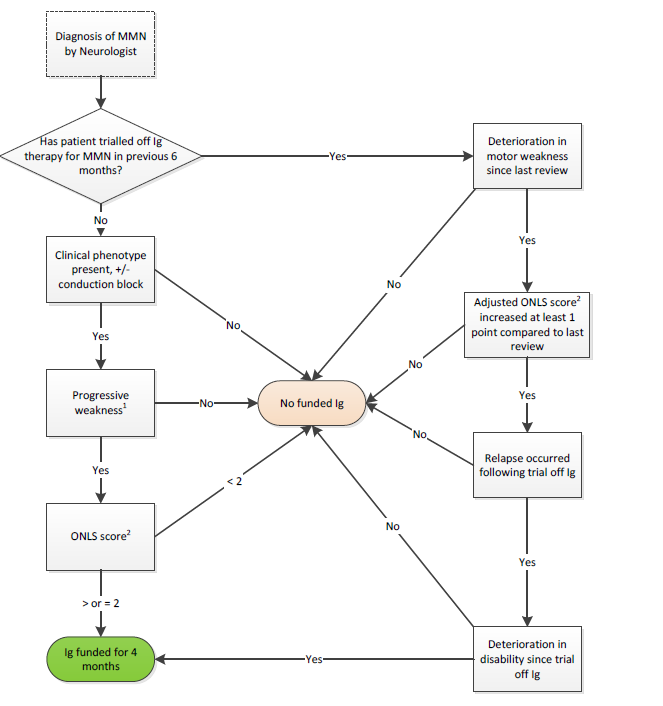 Diagnosis of MMN
by Neurologist
Has patient trialled off Ig
therapy for MMN in previous 6
months?
Yes
Deterioration in
motor weakness
since last review
No
Clinical phenotype
present, +/-
conduction block
No
No
Yes
Adjusted ONLS score²
increased at least 1
point compared to last
review
Yes
No
Yes
Progressive
weakness¹
No
No funded Ig
No
Relapse occurred
following trial off Ig
Yes
< 2
ONLS score²
No
Yes
> or = 2
Ig funded for 4
months
Yes
Deterioration in
disability since trial
off Ig